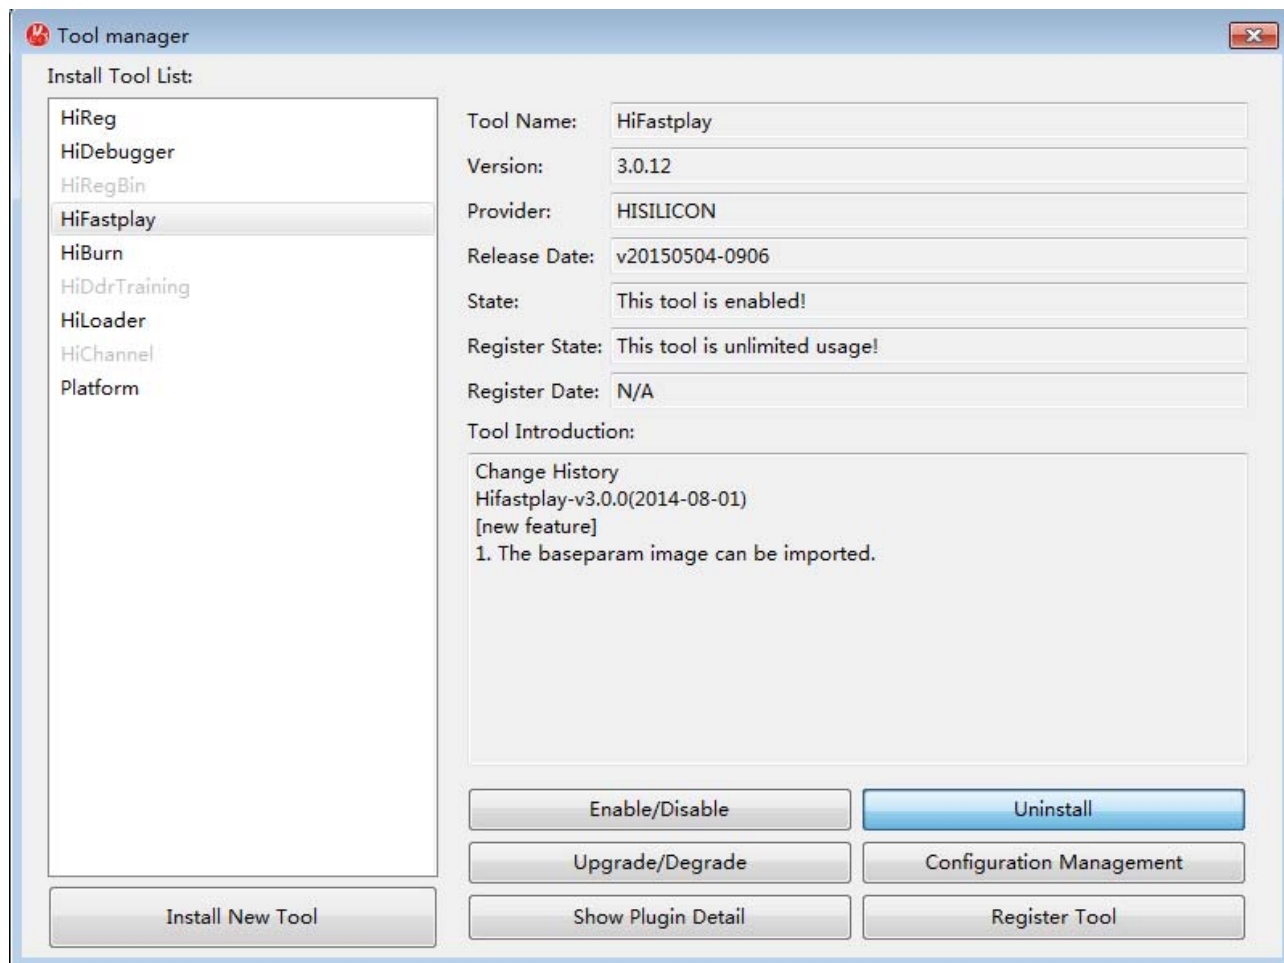 Tool manager
Install Tool List:
HiReg
HiDebugger
HiRegBin
HiFastplay
HiBurn
HiDdrTraining
HiLoader
HiChannel
Platform
Install New Tool
Tool Name: HiFastplay
Version: 3.0.12
Provider: HISILICON
Release Date: v20150504-0906
State: This tool is enabled!
Register State: This tool is unlimited usage!
Register Date: N/A
Tool Introduction:
Change History
Hifastplay-v3.0.0(2014-08-01)
[new feature]
1. The baseparam image can be imported.
Enable/Disable Uninstall
Upgrade/Degrade Configuration Management
Show Plugin Detail Register Tool